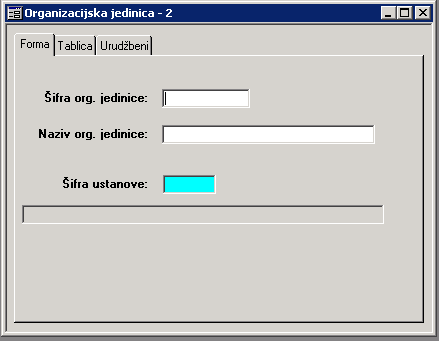 Organizacijska jedinica - 2
Forma Tablica Urudžbeni
Šifra org. jedinice:
Naziv org. jedinice:
Šifra ustanove: